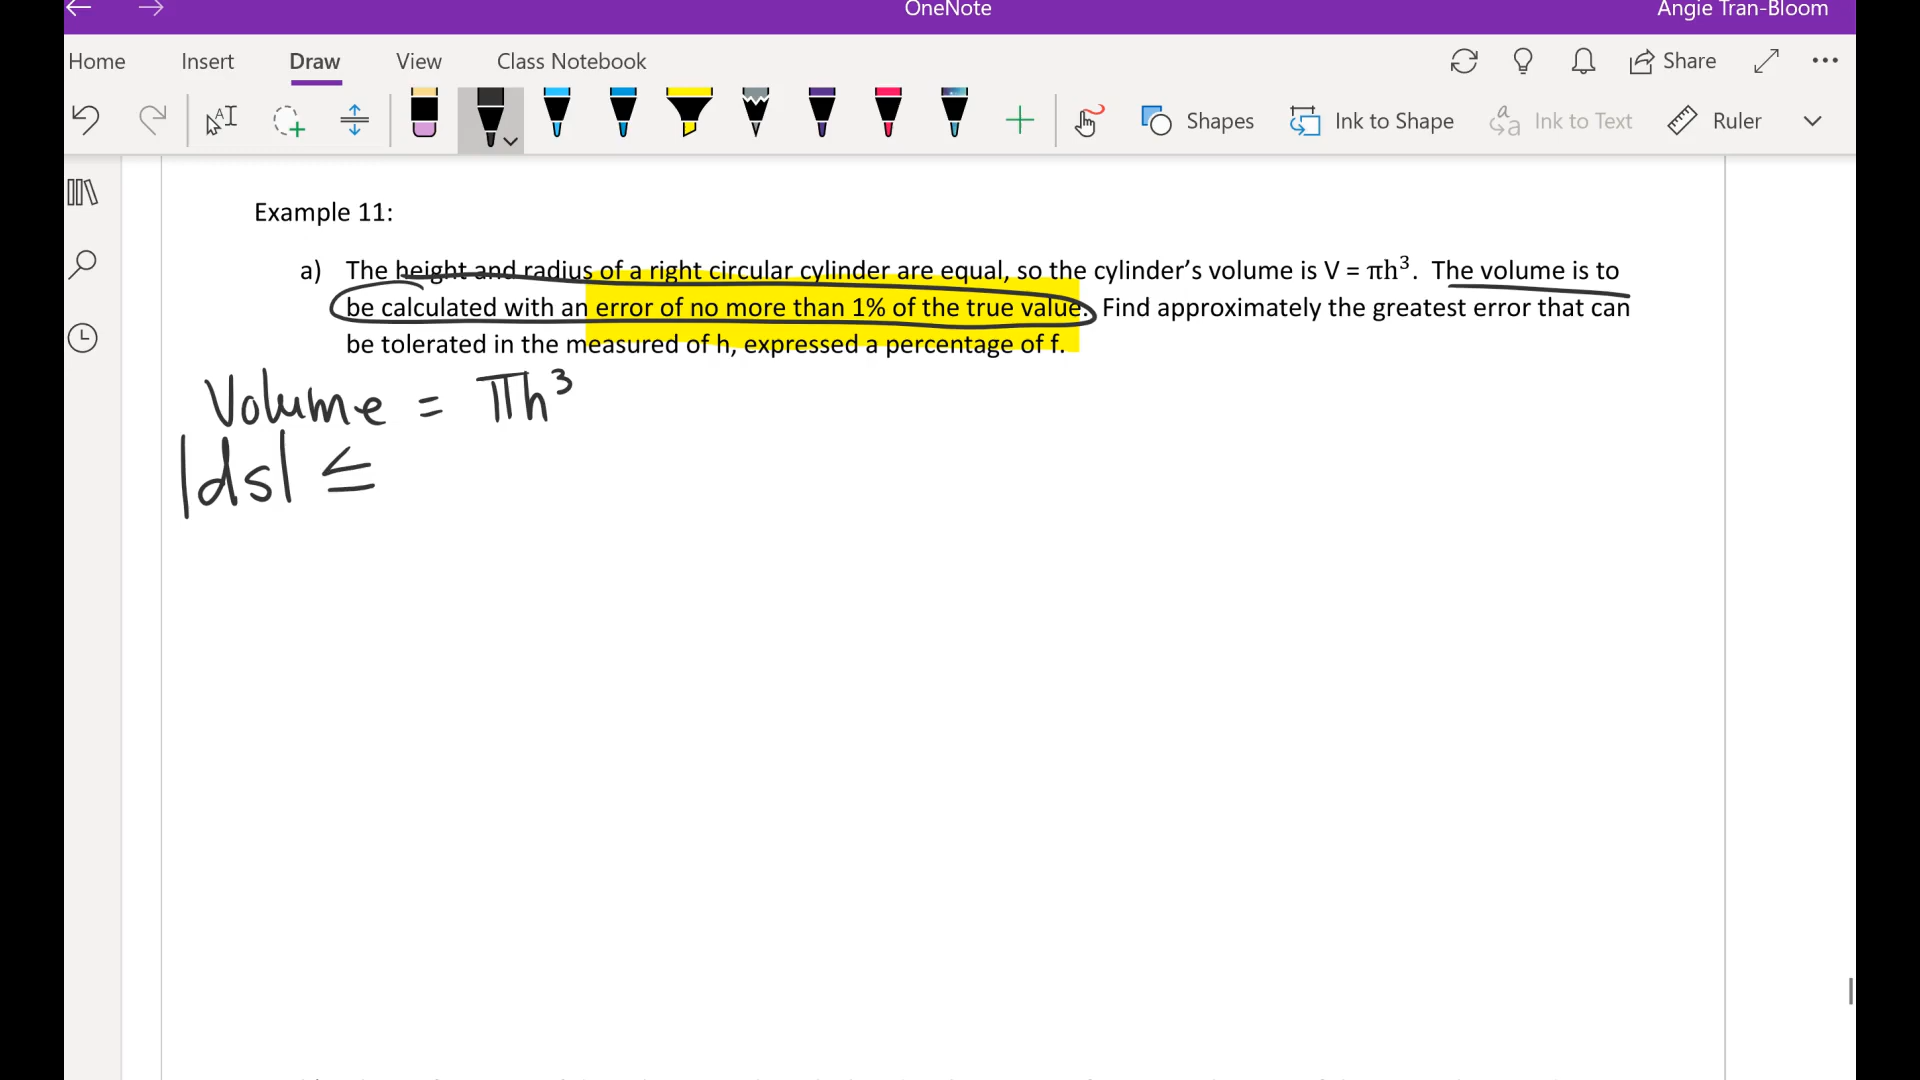 OneNote
Angie Tran-Bloom
Home Insert Draw View Class Notebook Share
Shapes Ink to Shape Ink to Text Ruler
Example 11:
a) The height and radius of a right circular cylinder are equal, so the cylinder’s volume is V = πh³. The volume is to
be calculated with an error of no more than 1% of the true value. Find approximately the greatest error that can
be tolerated in the measured of h, expressed a percentage of f.
Volume = πh³
|ds| ≤